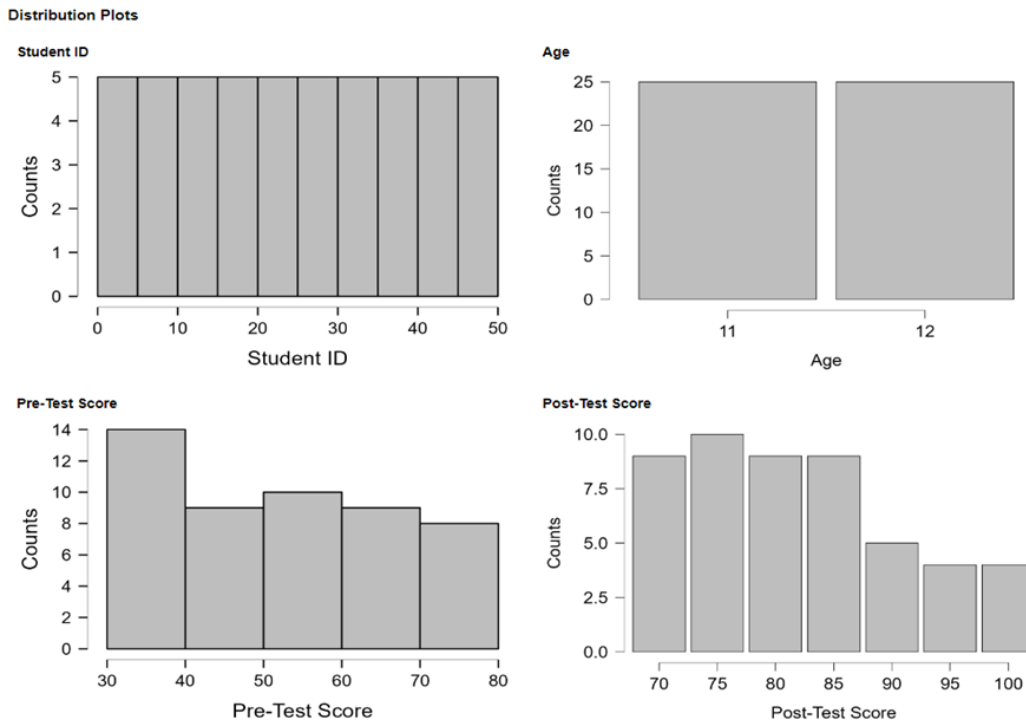 Distribution Plots
Student ID
5
4
3
2
1
0
Counts
0 10 20 30 40 50
Student ID
Age
25
20
15
10
5
0
Counts
11 12
Age
Pre-Test Score
14
12
10
8
6
4
2
0
Counts
30 40 50 60 70 80
Pre-Test Score
Post-Test Score
10.0
7.5
5.0
2.5
0.0
Counts
70 75 80 85 90 95 100
Post-Test Score